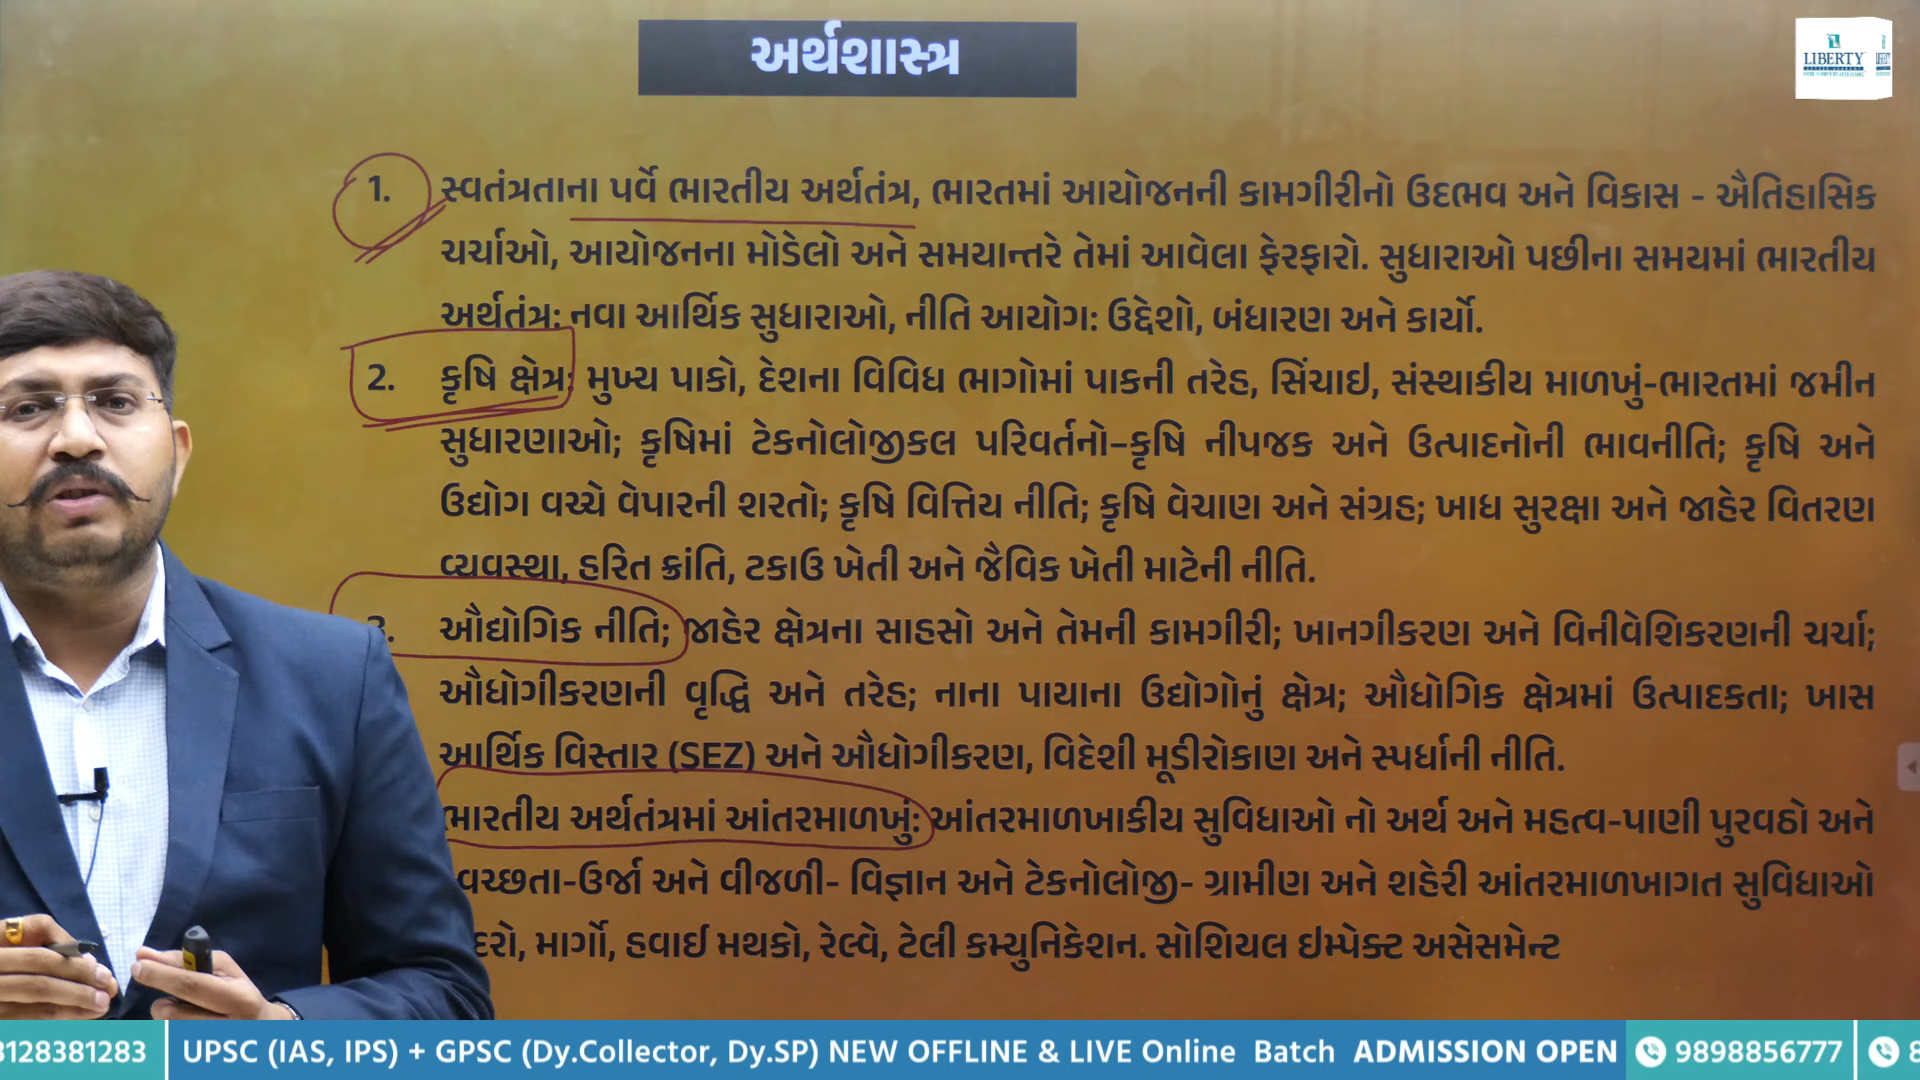 અર્થશાસ્ત્ર
LIBERTY
1. સ્વતંત્રતાના પર્વે ભારતીય અર્થતંત્ર, ભારતમાં આયોજનની કામગીરીનો ઉદભવ અને વિકાસ - ઐતિહાસિક
ચર્ચાઓ, આયોજનના મોડેલો અને સમયાન્તરે તેમાં આવેલા ફેરફારો. સુધારાઓ પછીના સમયમાં ભારતીય
અર્થતંત્ર: નવા આર્થિક સુધારાઓ, નીતિ આયોગ: ઉદ્દેશો, બંધારણ અને કાર્યો.
2. કૃષિ ક્ષેત્ર: મુખ્ય પાકો, દેશના વિવિધ ભાગોમાં પાકની તરેહ, સિંચાઇ, સંસ્થાકીય માળખું-ભારતમાં જમીન
સુધારણાઓ; કૃષિમાં ટેકનોલોજીકલ પરિવર્તનો–કૃષિ નીપજક અને ઉત્પાદનોની ભાવનીતિ; કૃષિ અને
ઉદ્યોગ વચ્ચે વેપારની શરતો; કૃષિ વિત્તિય નીતિ; કૃષિ વેચાણ અને સંગ્રહ; ખાધ સુરક્ષા અને જાહેર વિતરણ
વ્યવસ્થા, હરિત ક્રાંતિ, ટકાઉ ખેતી અને જૈવિક ખેતી માટેની નીતિ.
3. ઔદ્યોગિક નીતિ; જાહેર ક્ષેત્રના સાહસો અને તેમની કામગીરી; ખાનગીકરણ અને વિનીવેશિકરણની ચર્ચા;
ઔધોગીકરણની વૃદ્ધિ અને તરેહ; નાના પાયાના ઉદ્યોગોનું ક્ષેત્ર; ઔધોગિક ક્ષેત્રમાં ઉત્પાદકતા; ખાસ
આર્થિક વિસ્તાર (SEZ) અને ઔધોગીકરણ, વિદેશી મૂડીરોકાણ અને સ્પર્ધાની નીતિ.
ભારતીય અર્થતંત્રમાં આંતરમાળખું: આંતરમાળખાકીય સુવિધાઓ નો અર્થ અને મહત્વ-પાણી પુરવઠો અને
વચ્છતા-ઉર્જા અને વીજળી- વિજ્ઞાન અને ટેકનોલોજી- ગ્રામીણ અને શહેરી આંતરમાળખાગત સુવિધાઓ
દરો, માર્ગો, હવાઈ મથકો, રેલ્વે, ટેલી કમ્યુનિકેશન. સોશિયલ ઇમ્પેક્ટ અસેસમેન્ટ
8128381283 UPSC (IAS, IPS) + GPSC (Dy.Collector, Dy.SP) NEW OFFLINE & LIVE Online Batch ADMISSION OPEN 9898856777 8